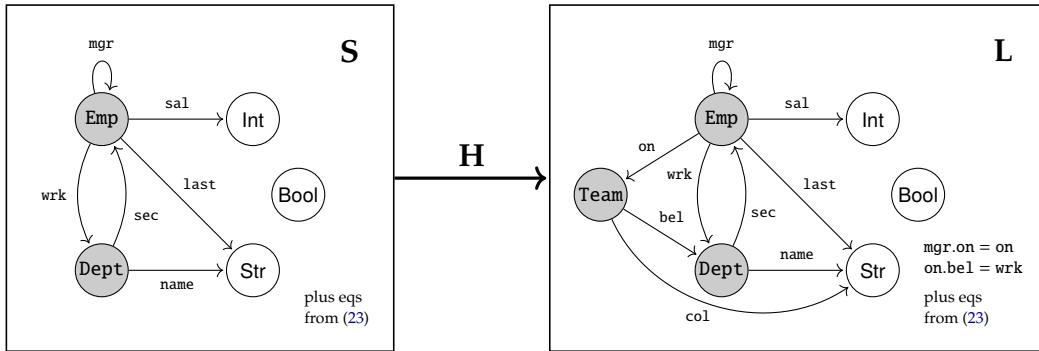 S
mgr
Emp
sal
Int
Bool
last
wrk
sec
Dept
name
Str
plus eqs
from (23)
H
L
mgr
Emp
sal
Int
on
Team
Bool
last
wrk
bel
sec
Dept
name
Str
col
mgr.on = on
on.bel = wrk
plus eqs
from (23)